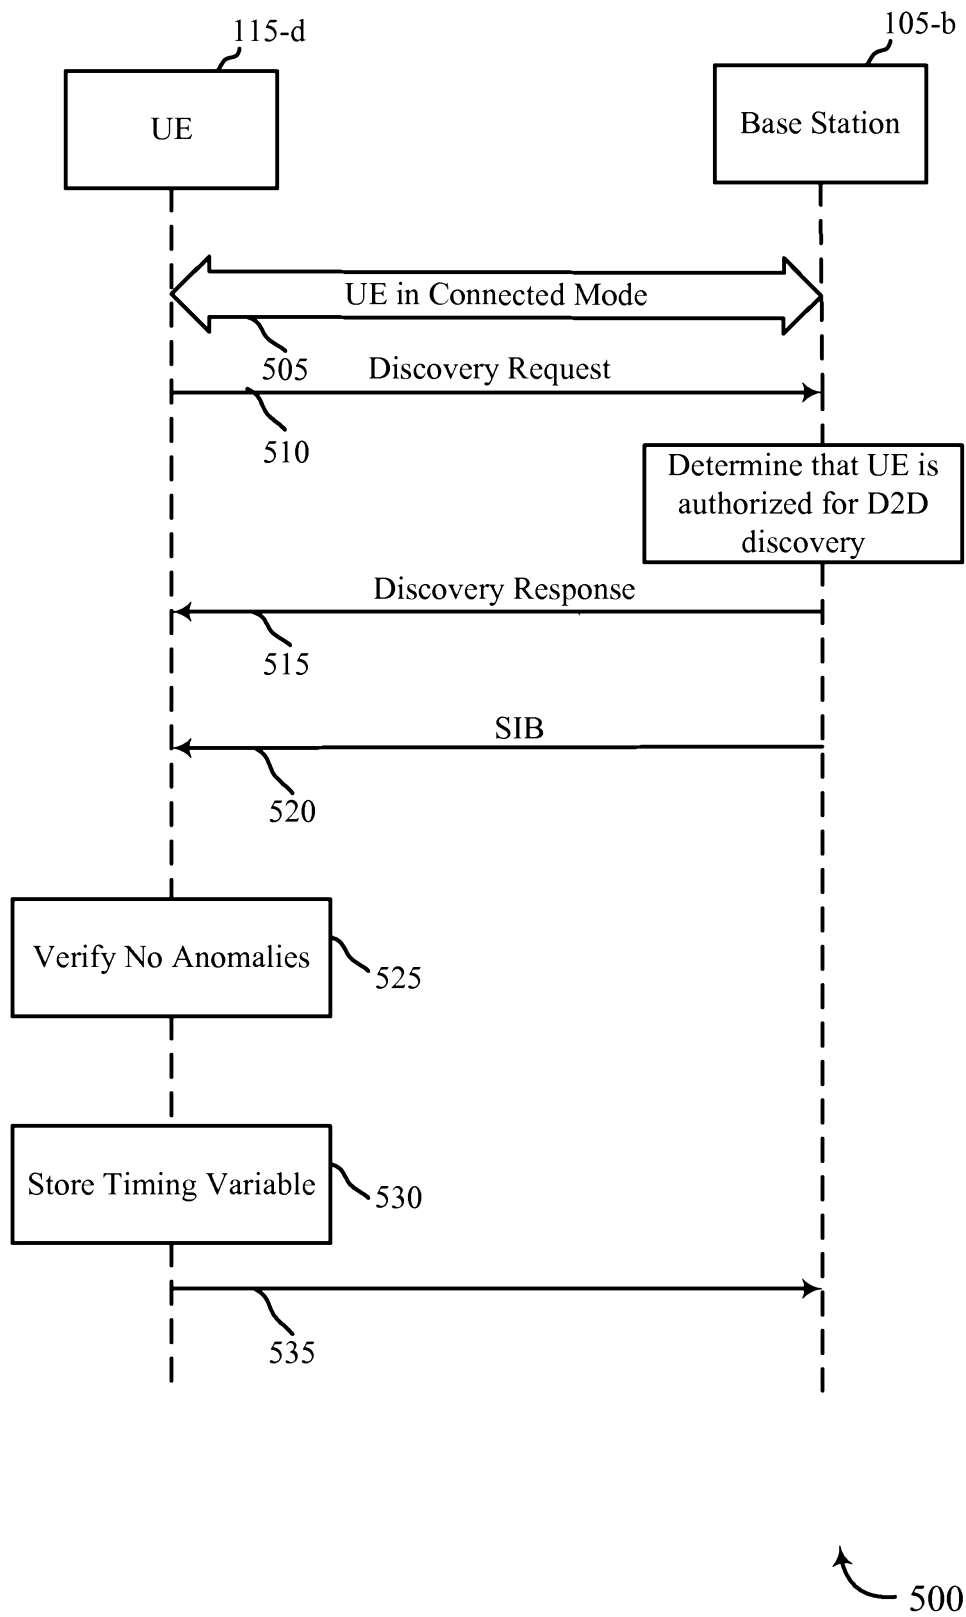 115-d
105-b
UE
Base Station
UE in Connected Mode
505
Discovery Request
510
Determine that UE is
authorized for D2D
discovery
Discovery Response
515
SIB
520
Verify No Anomalies
525
Store Timing Variable
530
535
500